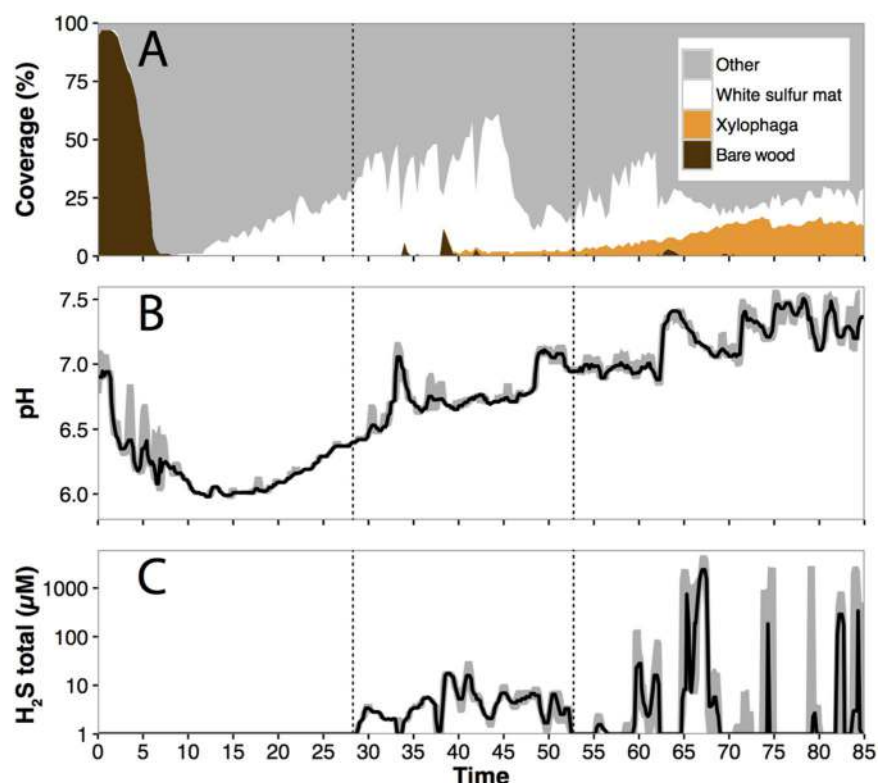 A
Coverage (%)
100
75
50
25
0
Other
White sulfur mat
Xylophaga
Bare wood
B
pH
7.5
7.0
6.5
6.0
C
H₂S total (µM)
1000
100
10
1
0 5 10 15 20 25 30 35 40 45 50 55 60 65 70 75 80 85
Time